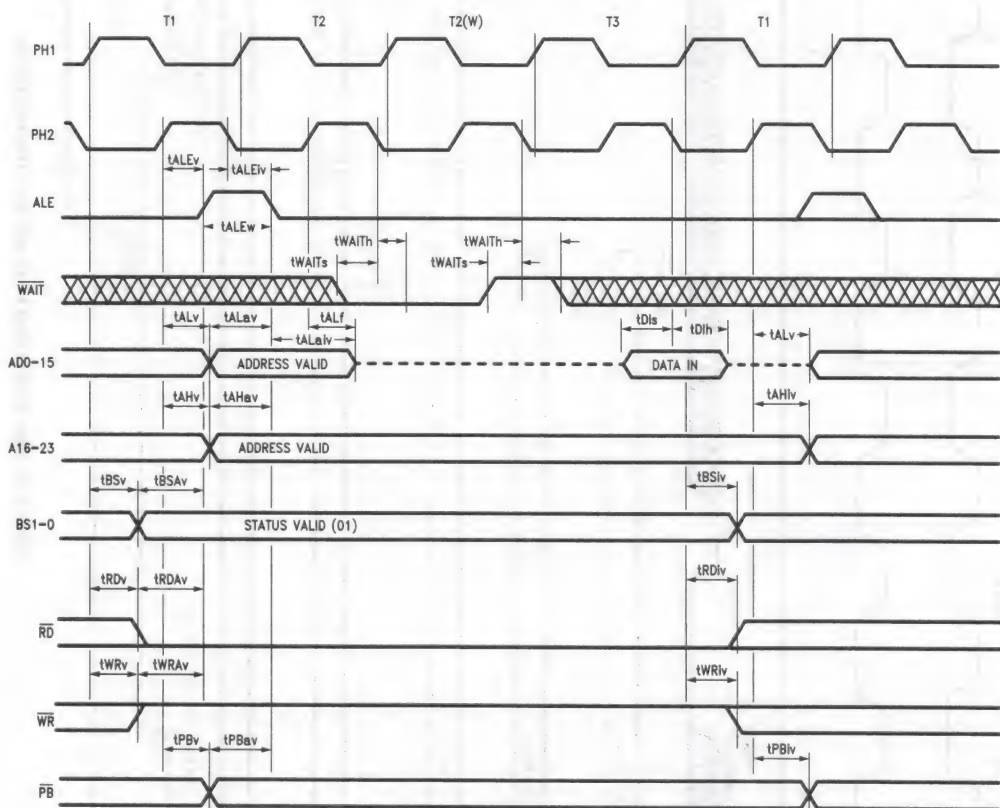 T1 T2 T2(W) T3 T1
PH1
PH2
tALEv tALEiv
ALE
tALEw
tWAITs tWAITh tWAITs tWAITh
WAIT
tALv tALav tALf tDIs tDIh tALv
tALaiv
AD0-15 ADDRESS VALID DATA IN
tAHv tAHav tAHiv
A16-23 ADDRESS VALID
tBSv tBSAv tBSiv
BS1-0 STATUS VALID (01)
tRDv tRDAv tRDiv
RD
tWRv tWRAv tWRiv
WR
tPBv tPBav tPBiv
PB